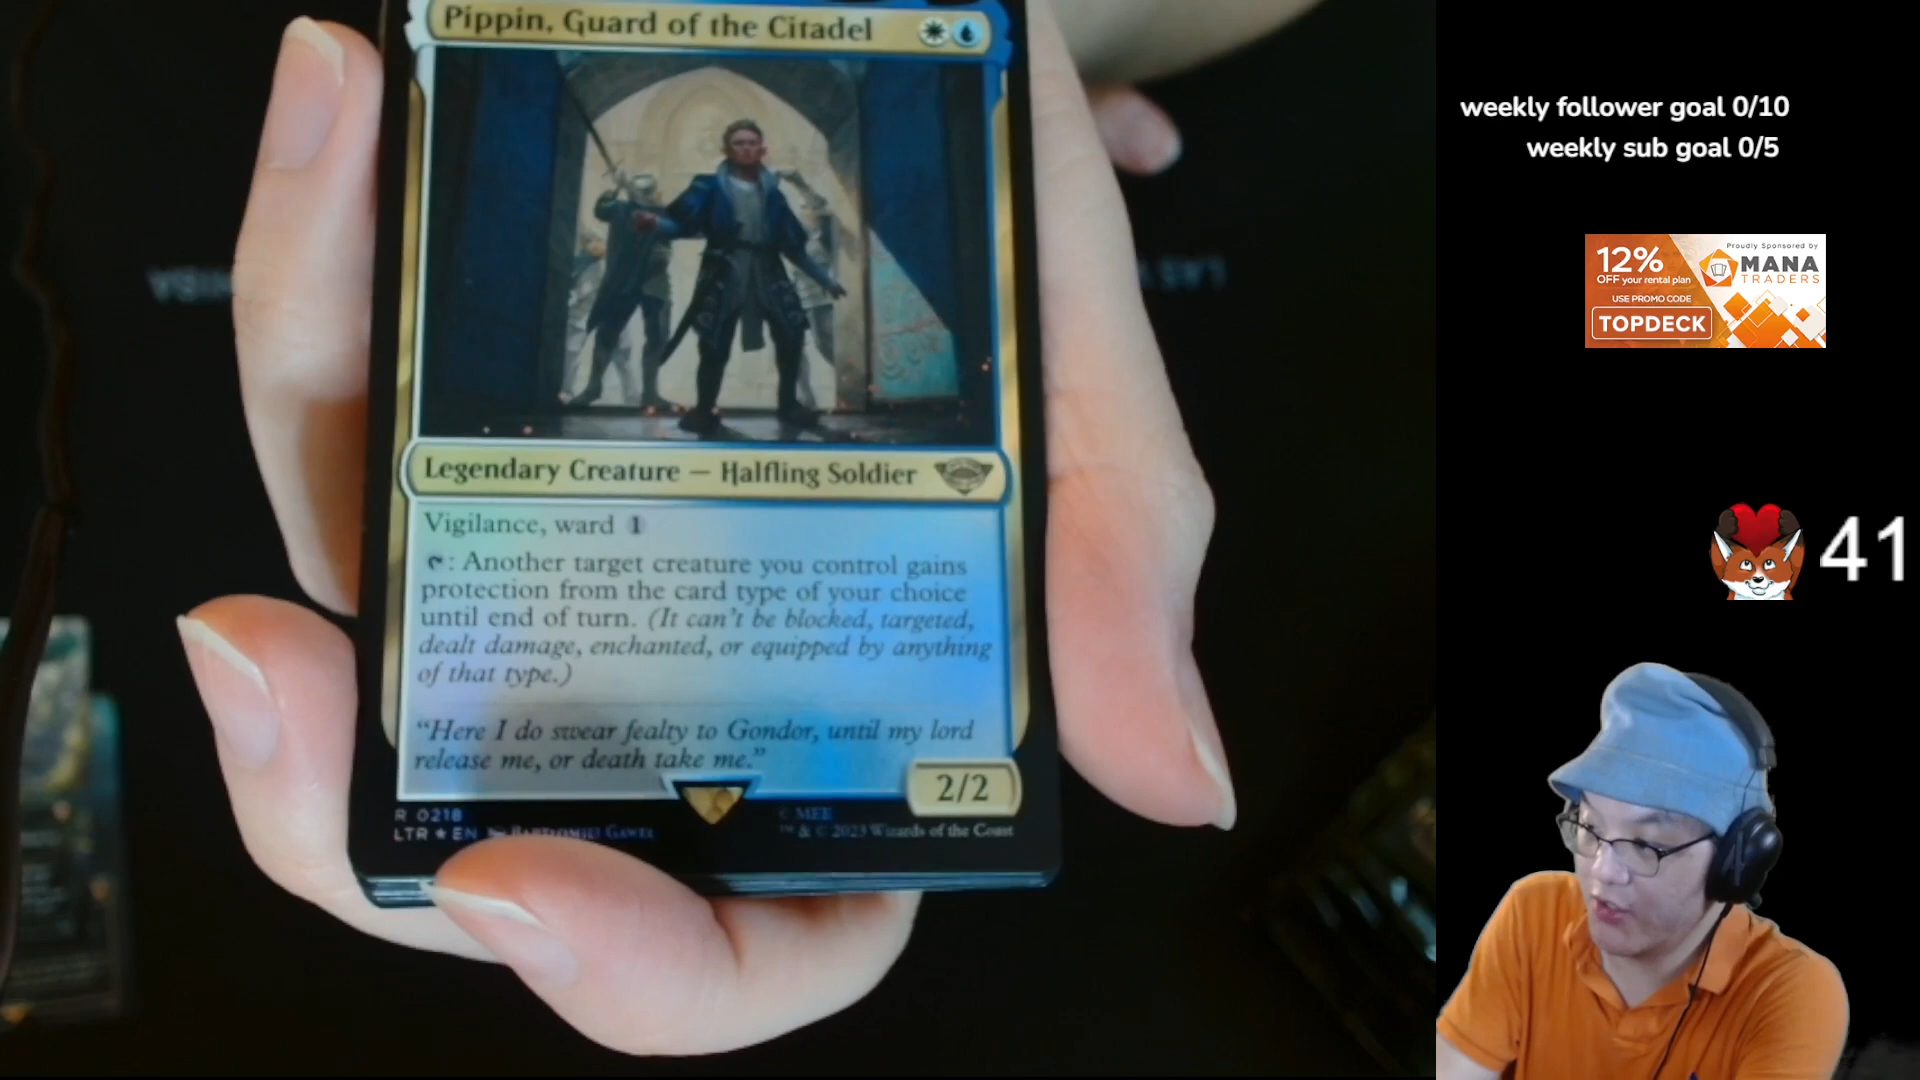 Pippin, Guard of the Citadel
Legendary Creature — Halfling Soldier
Vigilance, ward 1
: Another target creature you control gains
protection from the card type of your choice
until end of turn. (It can't be blocked, targeted,
dealt damage, enchanted, or equipped by anything
of that type.)
"Here I do swear fealty to Gondor, until my lord
release me, or death take me."
2/2
R 0218
LTR ★ EN
© MEE
™ & © 2023 Wizards of the Coast
weekly follower goal 0/10
weekly sub goal 0/5
12%
OFF your rental plan
USE PROMO CODE
TOPDECK
Proudly Sponsored by
MANA
TRADERS
41